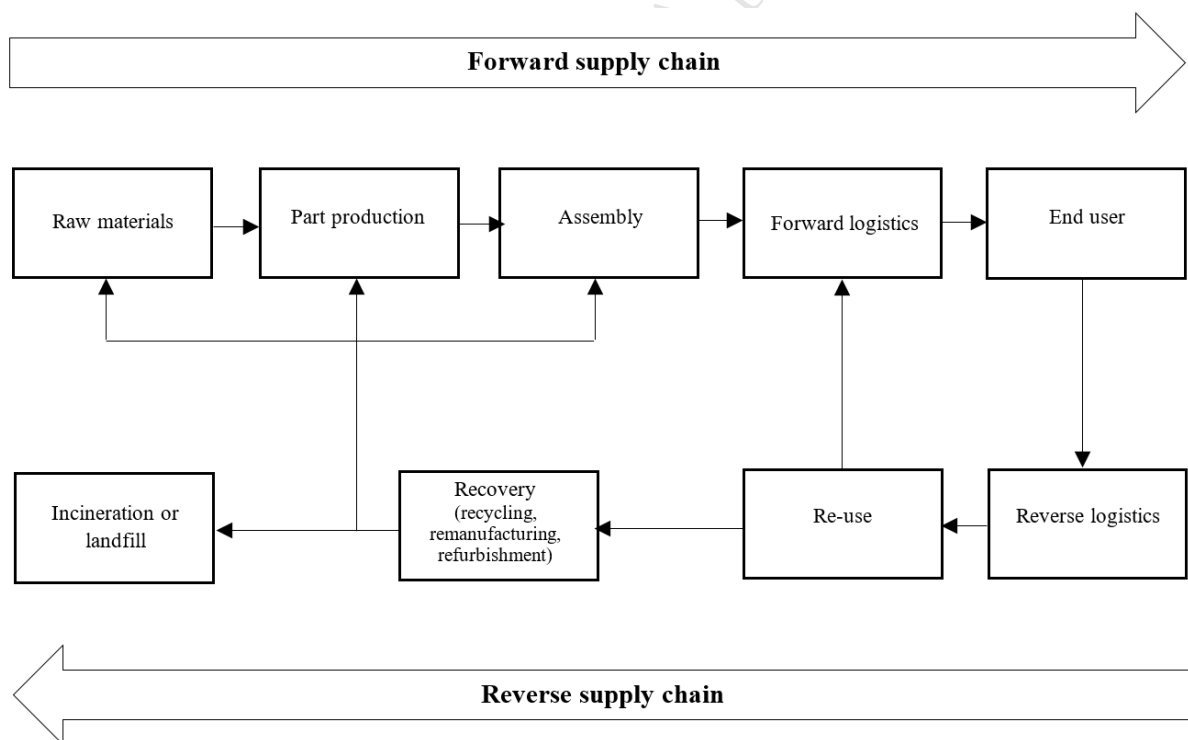 Forward supply chain
Raw materials
Part production
Assembly
Forward logistics
End user
Incineration or
landfill
Recovery
(recycling,
remanufacturing,
refurbishment)
Re-use
Reverse logistics
Reverse supply chain